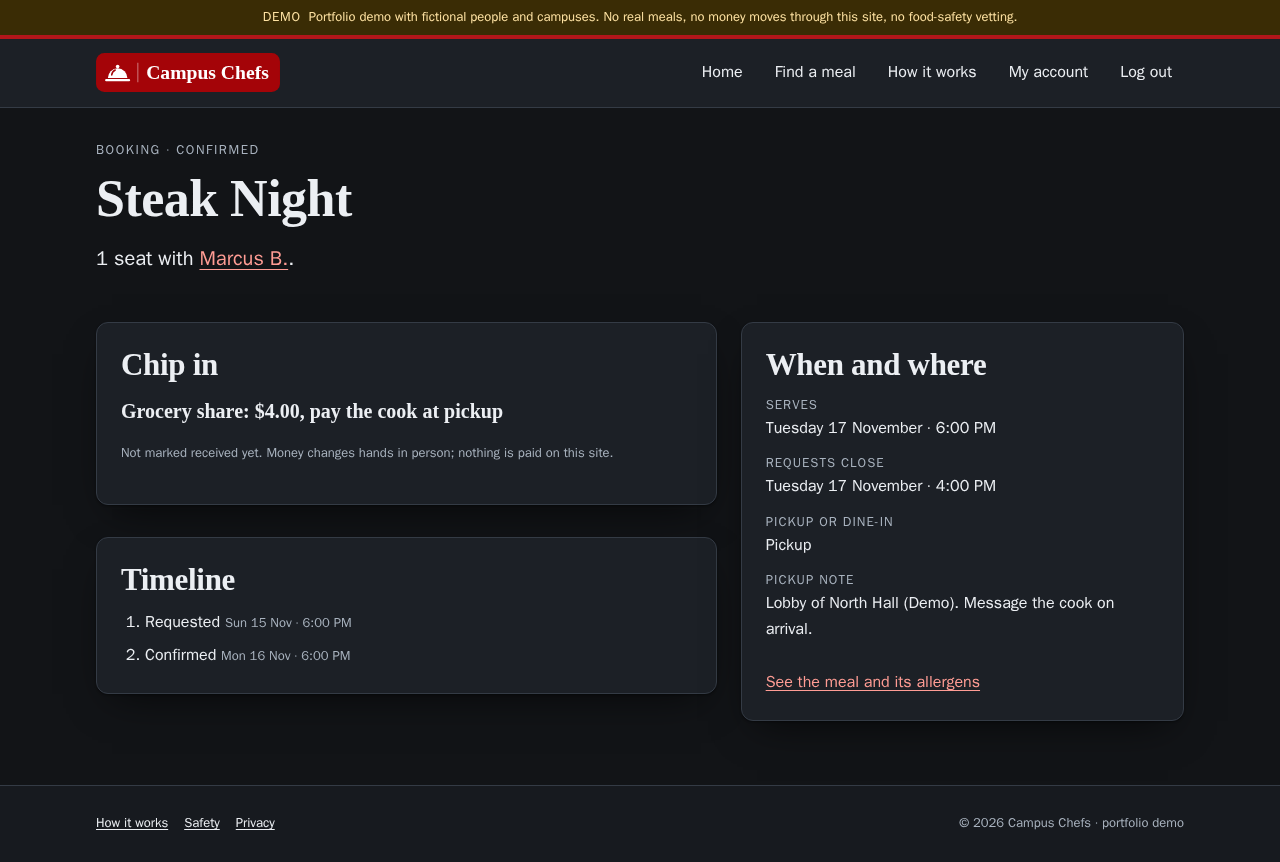 DEMO Portfolio demo with fictional people and campuses. No real meals, no money moves through this site, no food-safety vetting.
Campus Chefs
Home
Find a meal
How it works
My account
Log out
BOOKING · CONFIRMED
Steak Night
1 seat with Marcus B..
Chip in
Grocery share: $4.00, pay the cook at pickup
Not marked received yet. Money changes hands in person; nothing is paid on this site.
Timeline
1. Requested Sun 15 Nov · 6:00 PM
2. Confirmed Mon 16 Nov · 6:00 PM
When and where
SERVES
Tuesday 17 November · 6:00 PM
REQUESTS CLOSE
Tuesday 17 November · 4:00 PM
PICKUP OR DINE-IN
Pickup
PICKUP NOTE
Lobby of North Hall (Demo). Message the cook on
arrival.
See the meal and its allergens
How it works
Safety
Privacy
© 2026 Campus Chefs · portfolio demo